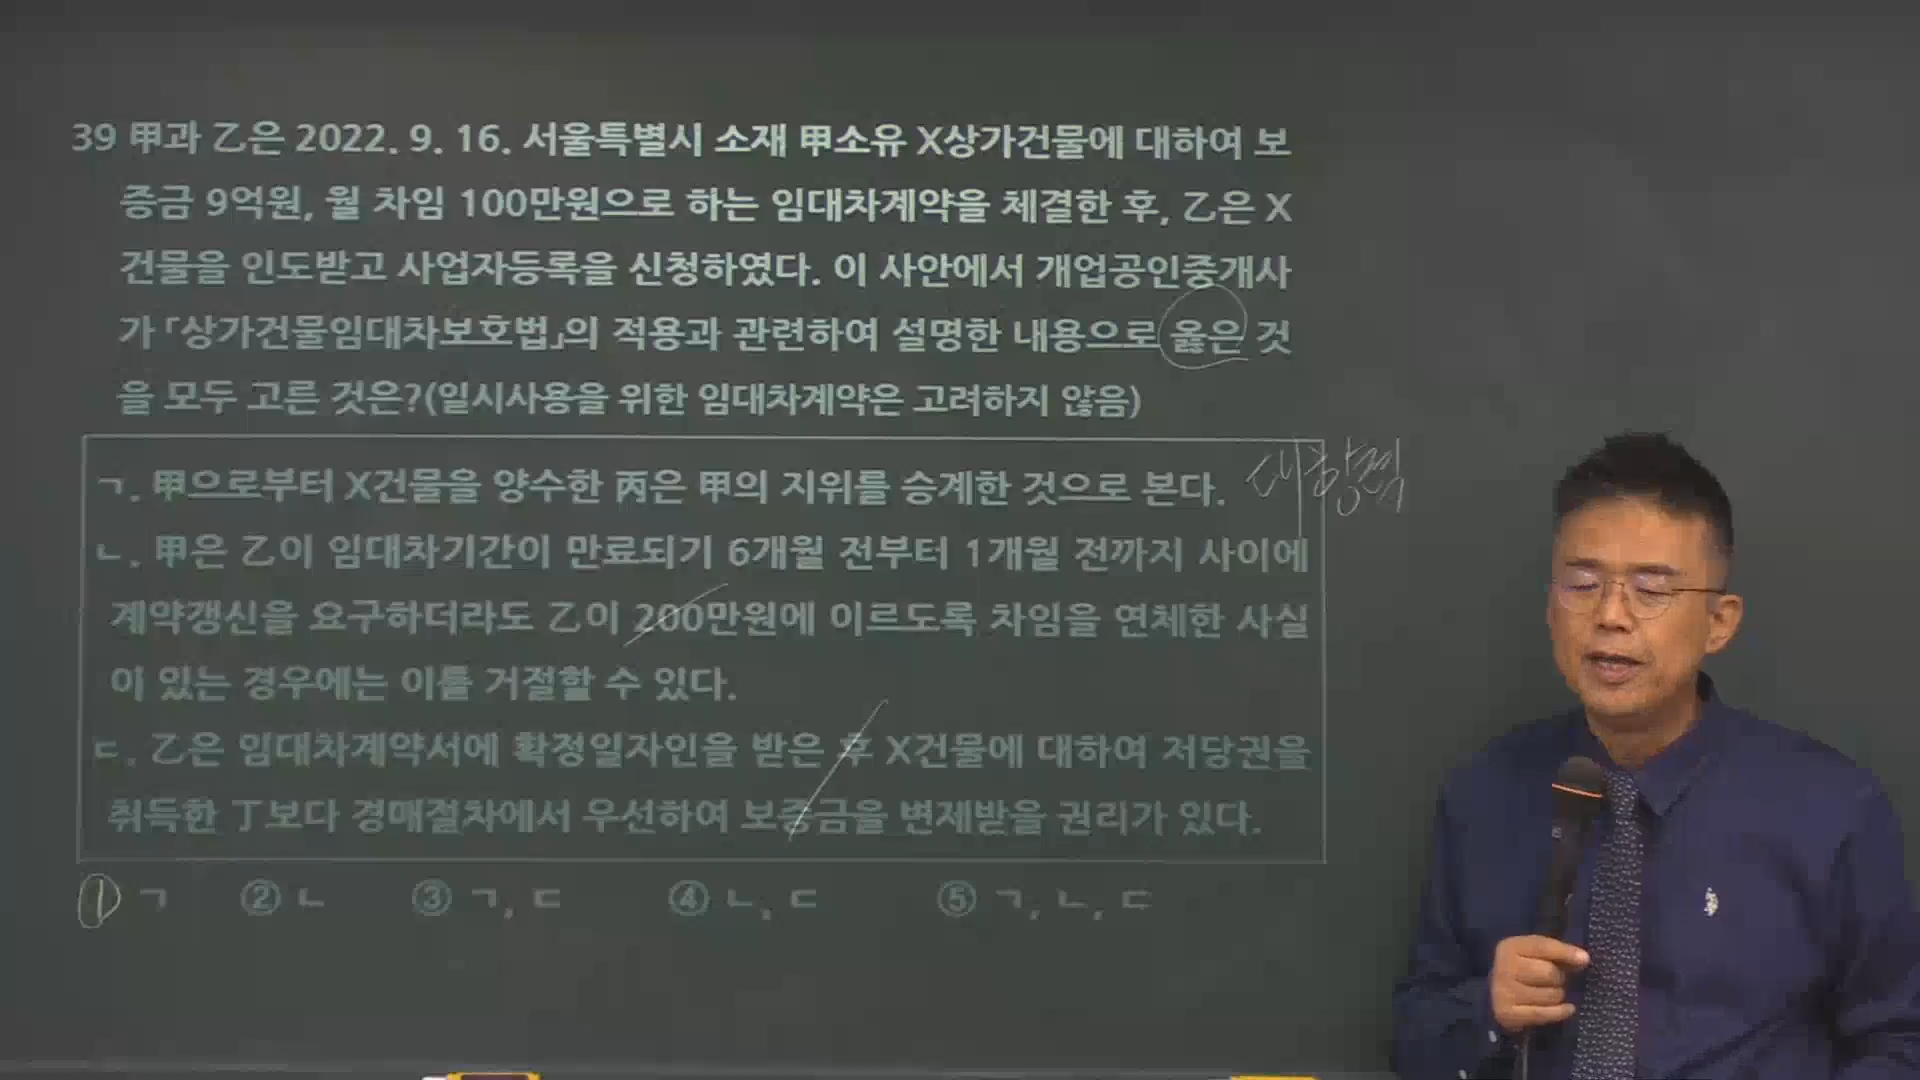 39 甲과 乙은 2022. 9. 16. 서울특별시 소재 甲소유 X상가건물에 대하여 보
증금 9억원, 월 차임 100만원으로 하는 임대차계약을 체결한 후, 乙은 X
건물을 인도받고 사업자등록을 신청하였다. 이 사안에서 개업공인중개사
가 「상가건물임대차보호법」의 적용과 관련하여 설명한 내용으로 옳은 것
을 모두 고른 것은?(일시사용을 위한 임대차계약은 고려하지 않음)
ㄱ. 甲으로부터 X건물을 양수한 丙은 甲의 지위를 승계한 것으로 본다. 대항력
ㄴ. 甲은 乙이 임대차기간이 만료되기 6개월 전부터 1개월 전까지 사이에
계약갱신을 요구하더라도 乙이 200만원에 이르도록 차임을 연체한 사실
이 있는 경우에는 이를 거절할 수 있다.
ㄷ. 乙은 임대차계약서에 확정일자인을 받은 후 X건물에 대하여 저당권을
취득한 丁보다 경매절차에서 우선하여 보증금을 변제받을 권리가 있다.
① ㄱ ② ㄴ ③ ㄱ, ㄷ ④ ㄴ, ㄷ ⑤ ㄱ, ㄴ, ㄷ